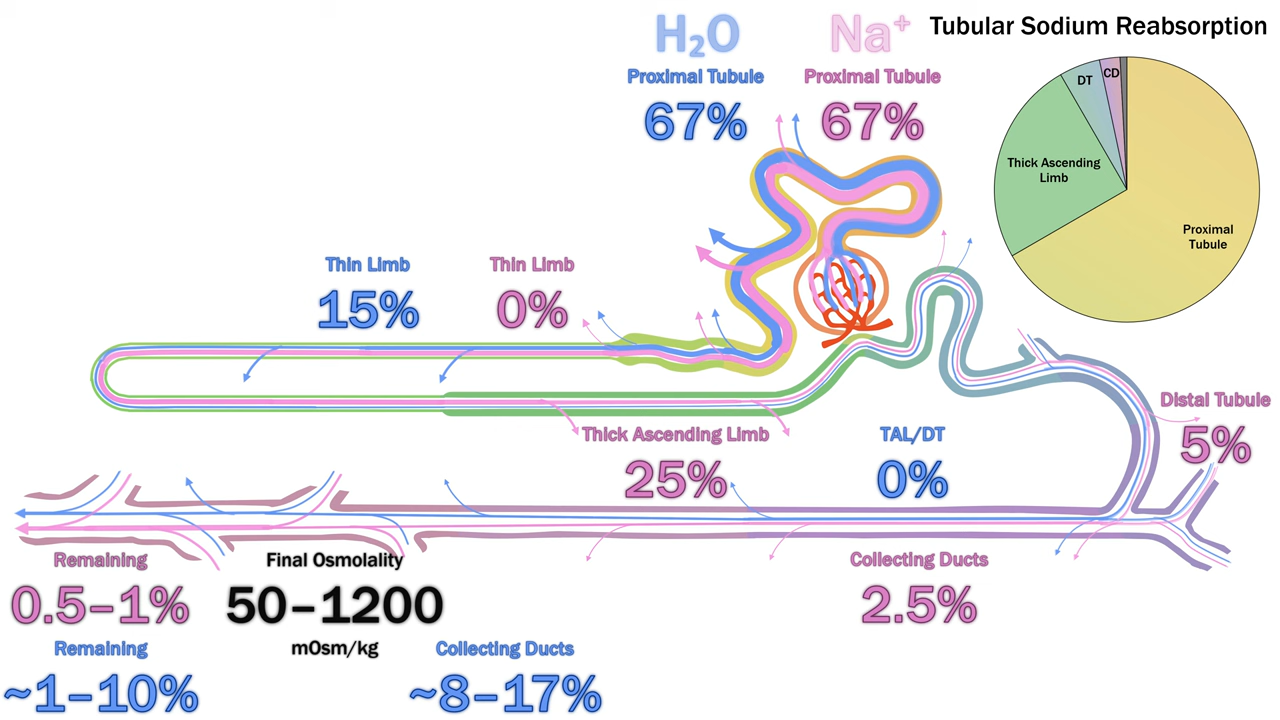 H₂O
Na⁺
Tubular Sodium Reabsorption
Proximal Tubule
67%
Proximal Tubule
67%
DT
CD
Thick Ascending
Limb
Proximal
Tubule
Thin Limb
15%
Thin Limb
0%
Thick Ascending Limb
25%
TAL/DT
0%
Distal Tubule
5%
Remaining
0.5–1%
Final Osmolality
50–1200
mOsm/kg
Collecting Ducts
2.5%
Remaining
~1–10%
Collecting Ducts
~8–17%